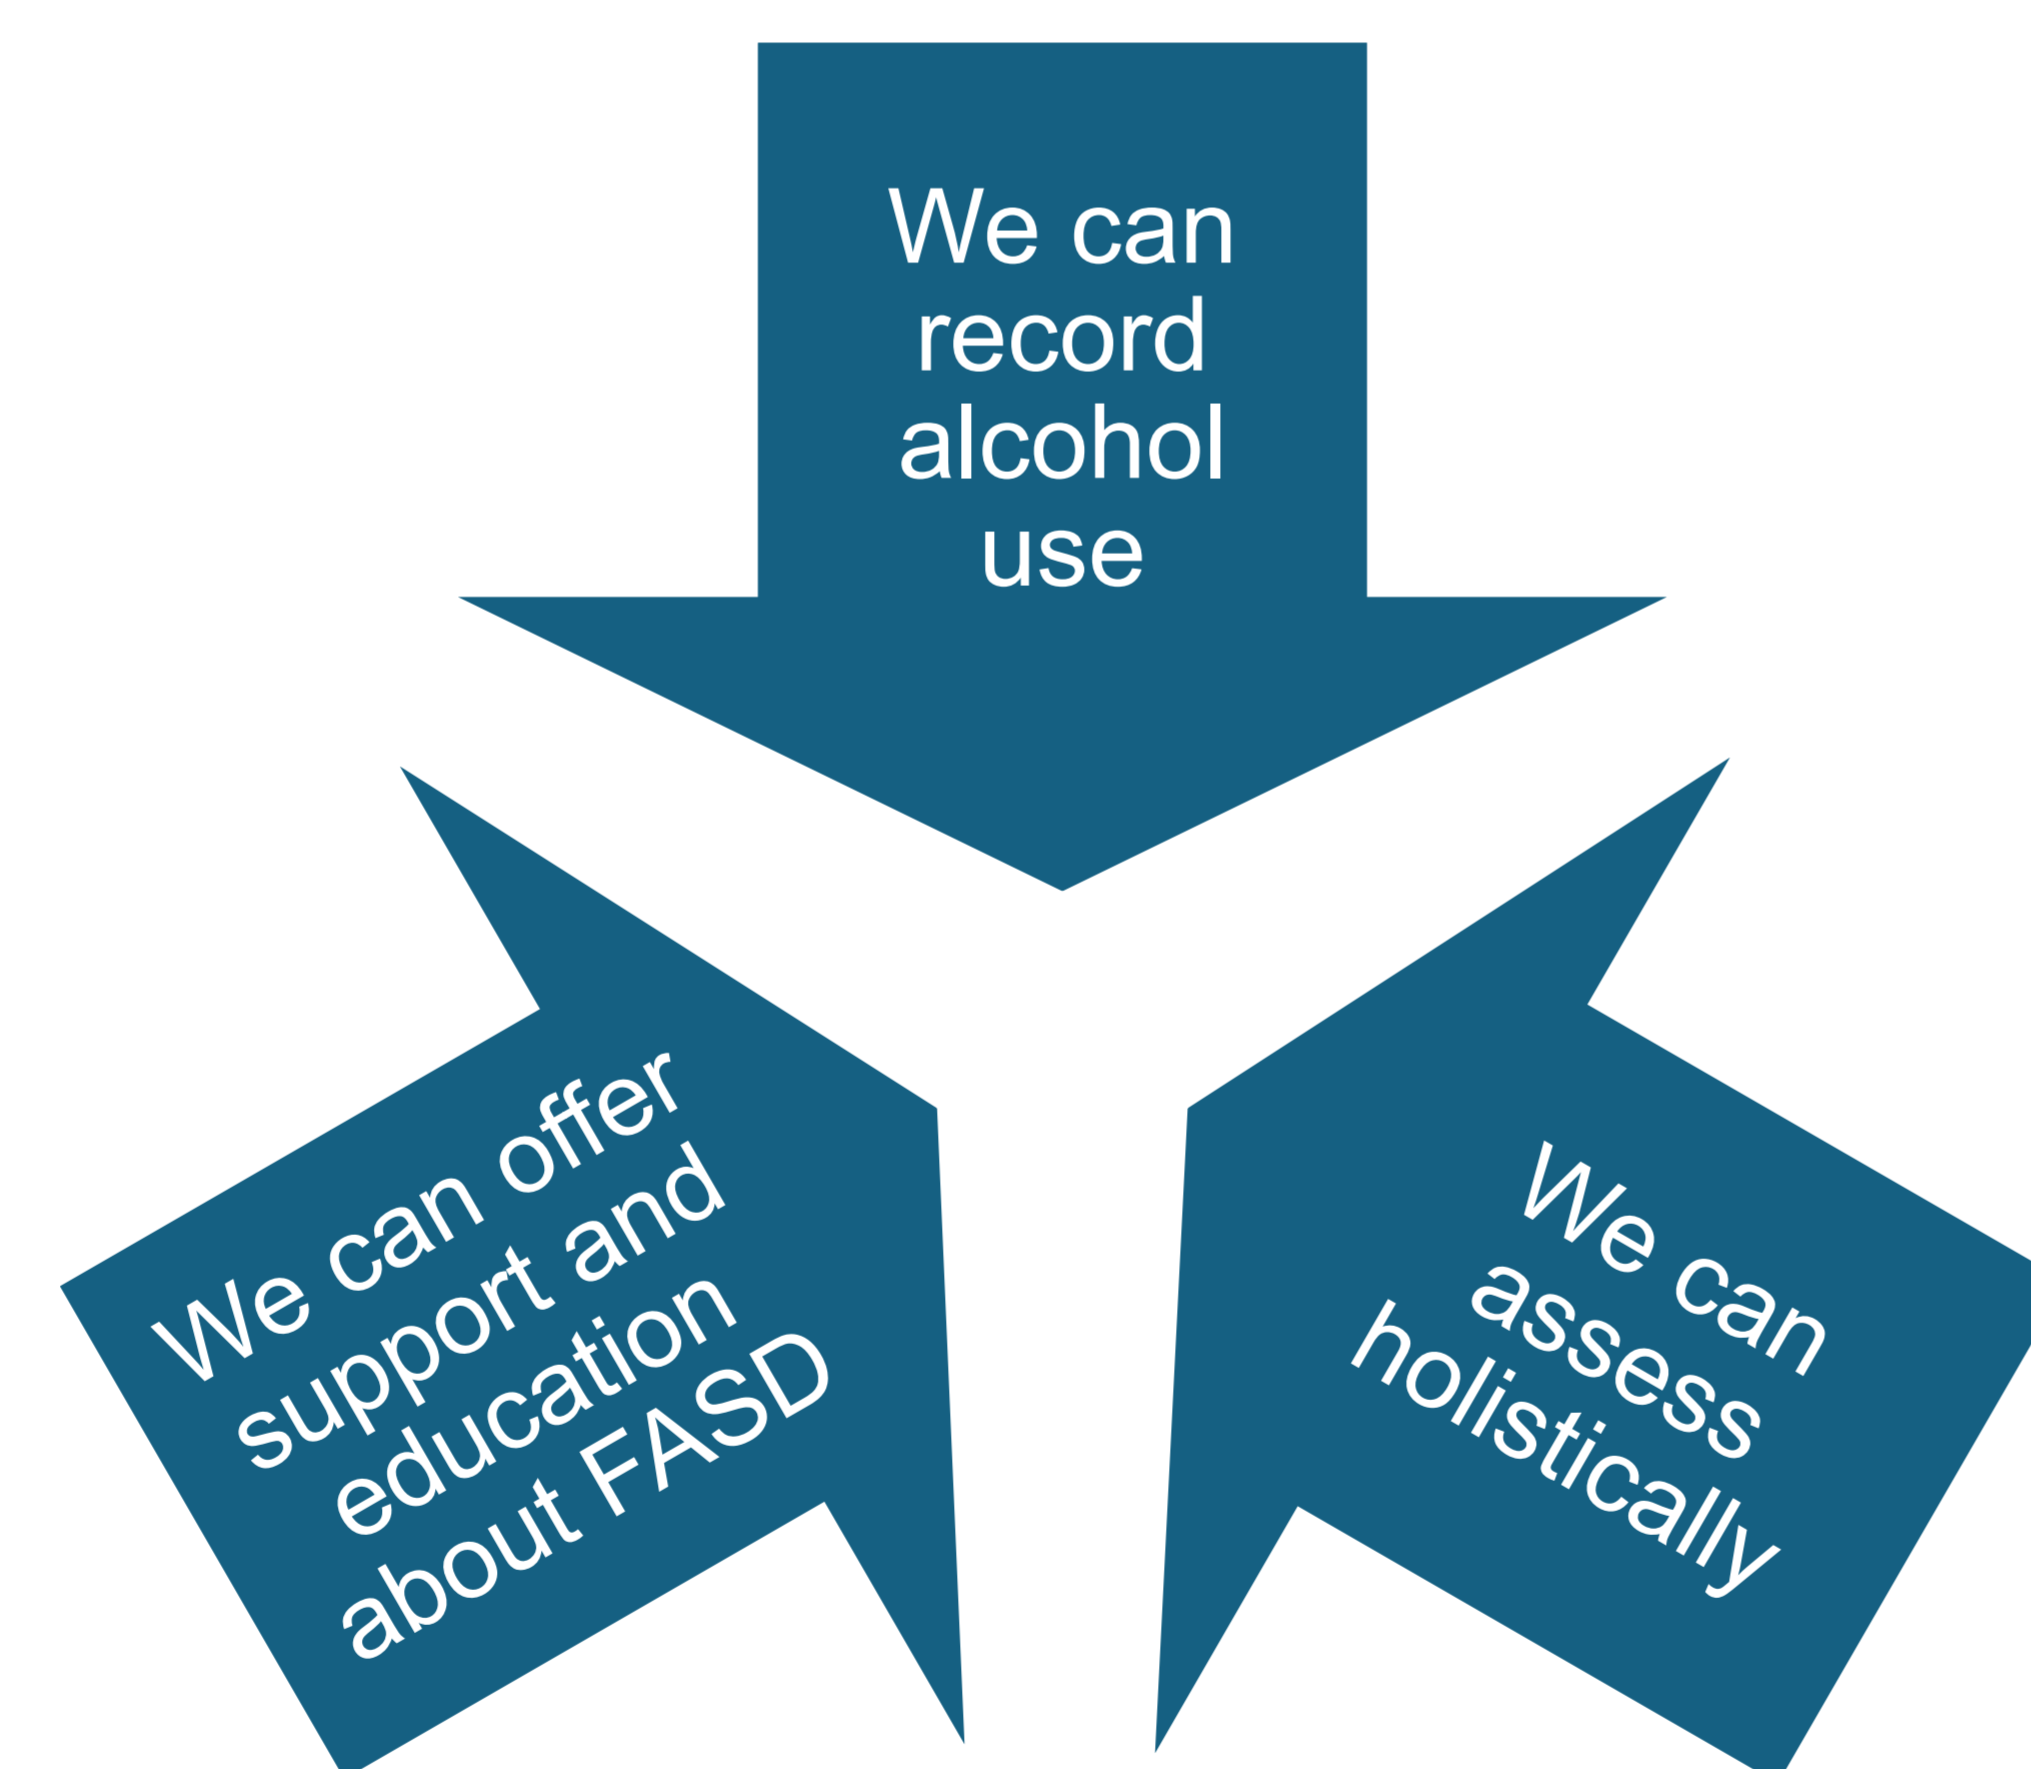 We can
record
alcohol
use
We can offer
support and
education
about FASD
We can
assess
holistically